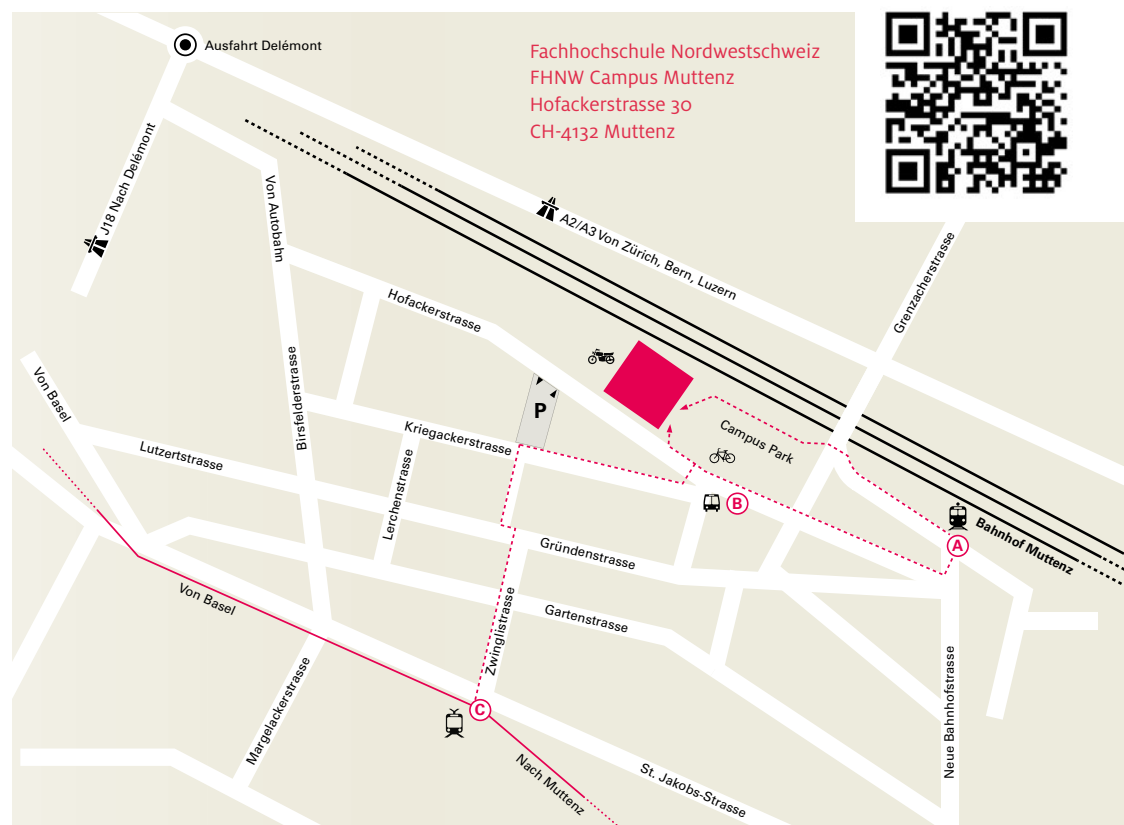 Ausfahrt Delémont
Fachhochschule Nordwestschweiz
FHNW Campus Muttenz
Hofackerstrasse 30
CH-4132 Muttenz
J18 Nach Delémont
Von Autobahn
A2/A3 Von Zürich, Bern, Luzern
Grenzacherstrasse
Hofackerstrasse
Birsfelderstrasse
Von Basel
P
Campus Park
Kriegackerstrasse
Lutzertstrasse
Lerchenstrasse
B
A
Bahnhof Muttenz
Gründenstrasse
Von Basel
Gartenstrasse
Zwinglistrasse
Neue Bahnhofstrasse
Margelackerstrasse
C
Nach Muttenz
St. Jakobs-Strasse